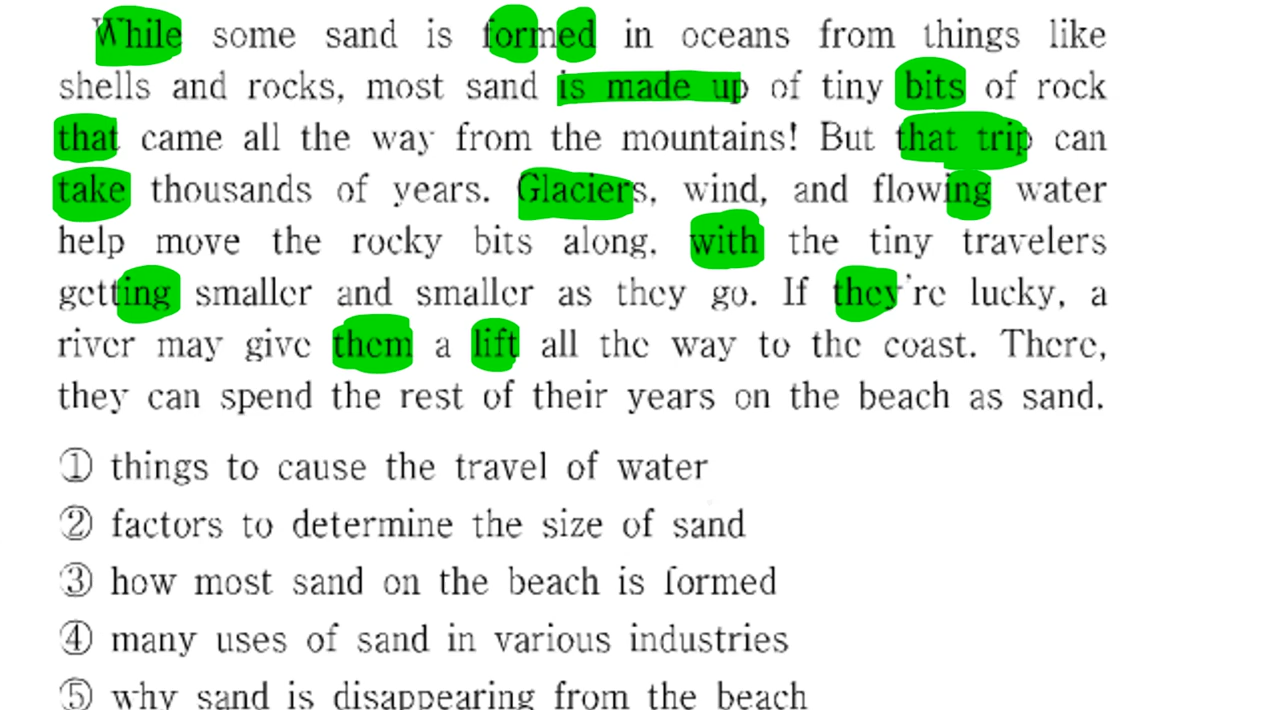 While some sand is formed in oceans from things like
shells and rocks, most sand is made up of tiny bits of rock
that came all the way from the mountains! But that trip can
take thousands of years. Glaciers, wind, and flowing water
help move the rocky bits along, with the tiny travelers
getting smaller and smaller as they go. If they're lucky, a
river may give them a lift all the way to the coast. There,
they can spend the rest of their years on the beach as sand.
① things to cause the travel of water
② factors to determine the size of sand
③ how most sand on the beach is formed
④ many uses of sand in various industries
⑤ why sand is disappearing from the beach